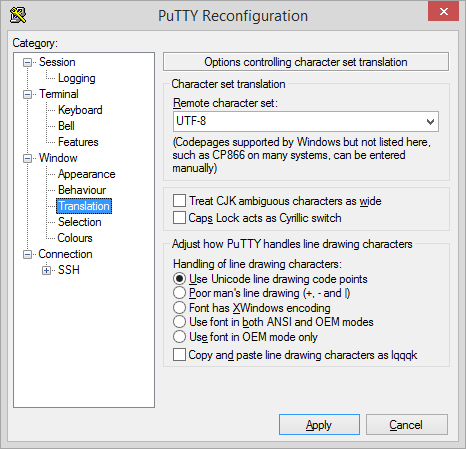 PuTTY Reconfiguration
Category:
Session
Logging
Terminal
Keyboard
Bell
Features
Window
Appearance
Behaviour
Translation
Selection
Colours
Connection
SSH
Options controlling character set translation
Character set translation
Remote character set:
UTF-8
(Codepages supported by Windows but not listed here,
such as CP866 on many systems, can be entered
manually)
Treat CJK ambiguous characters as wide
Caps Lock acts as Cyrillic switch
Adjust how PuTTY handles line drawing characters
Handling of line drawing characters:
Use Unicode line drawing code points
Poor man's line drawing (+, - and |)
Font has XWindows encoding
Use font in both ANSI and OEM modes
Use font in OEM mode only
Copy and paste line drawing characters as lqqqk
Apply
Cancel